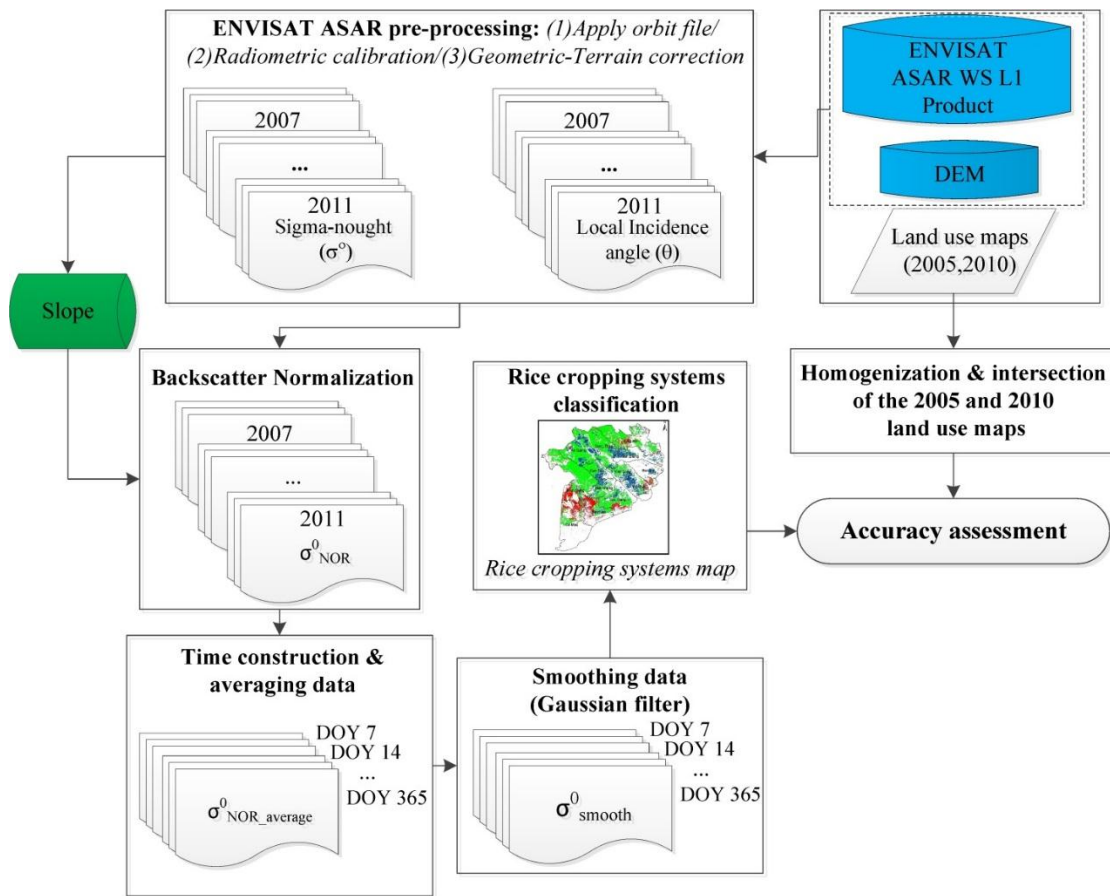 ENVISAT ASAR pre-processing: (1)Apply orbit file/
(2)Radiometric calibration/(3)Geometric-Terrain correction
2007
...
2011
Sigma-nought
(σ°)
2007
...
2011
Local Incidence
angle (θ)
ENVISAT
ASAR WS L1
Product
DEM
Land use maps
(2005,2010)
Slope
Backscatter Normalization
2007
...
2011
σ⁰NOR
Rice cropping systems
classification
Rice cropping systems map
Homogenization & intersection
of the 2005 and 2010
land use maps
Accuracy assessment
Time construction &
averaging data
DOY 7
DOY 14
...
DOY 365
σ⁰NOR_average
Smoothing data
(Gaussian filter)
DOY 7
DOY 14
...
DOY 365
σ⁰smooth